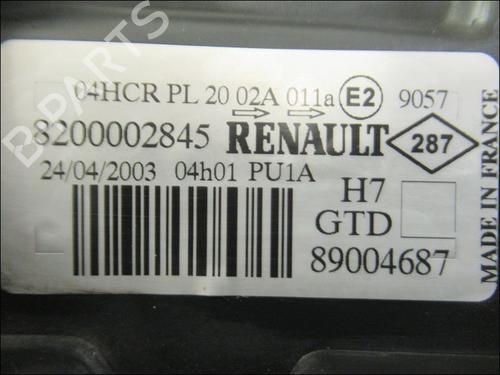 04HCR PL 20 02A 011a E2 9057
8200002845 RENAULT 287
24/04/2003 04h01 PU1A
H7
GTD
89004687
MADE IN FRANCE
B-PARTS